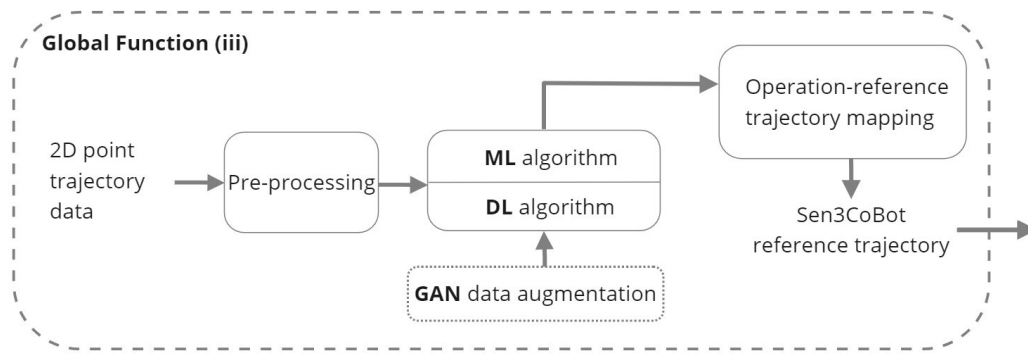 Global Function (iii)
2D point
trajectory
data
Pre-processing
ML algorithm
DL algorithm
GAN data augmentation
Operation-reference
trajectory mapping
Sen3CoBot
reference trajectory